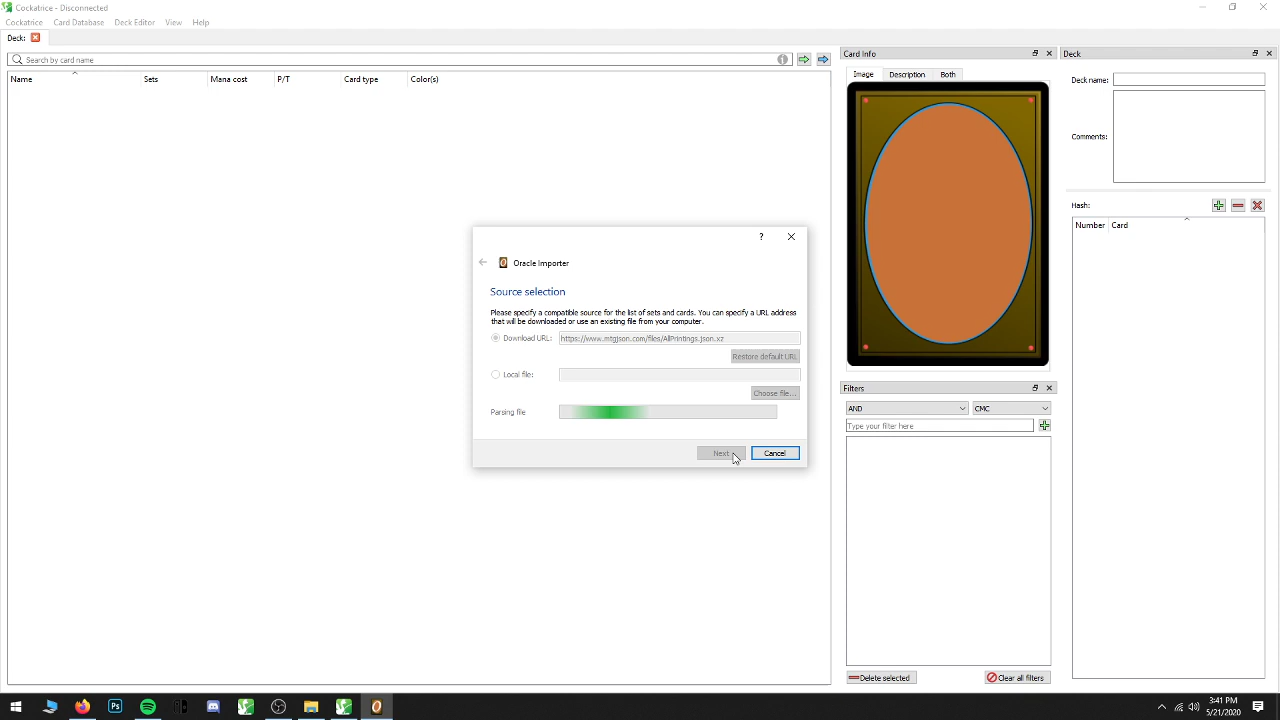 Cockatrice - Disconnected
Cockatrice Card Database Deck Editor View Help
Deck:
Search by card name
Name Sets Mana cost P/T Card type Color(s)
Card Info
Image Description Both
Filters
AND CMC
Type your filter here
Delete selected Clear all filters
Deck
Deck name:
Comments:
Hash:
Number Card
?
Oracle Importer
Source selection
Please specify a compatible source for the list of sets and cards. You can specify a URL address
that will be downloaded or use an existing file from your computer.
Download URL: https://www.mtgjson.com/files/AllPrintings.json.xz
Restore default URL
Local file:
Choose file...
Parsing file
Next Cancel
3:41 PM
5/21/2020